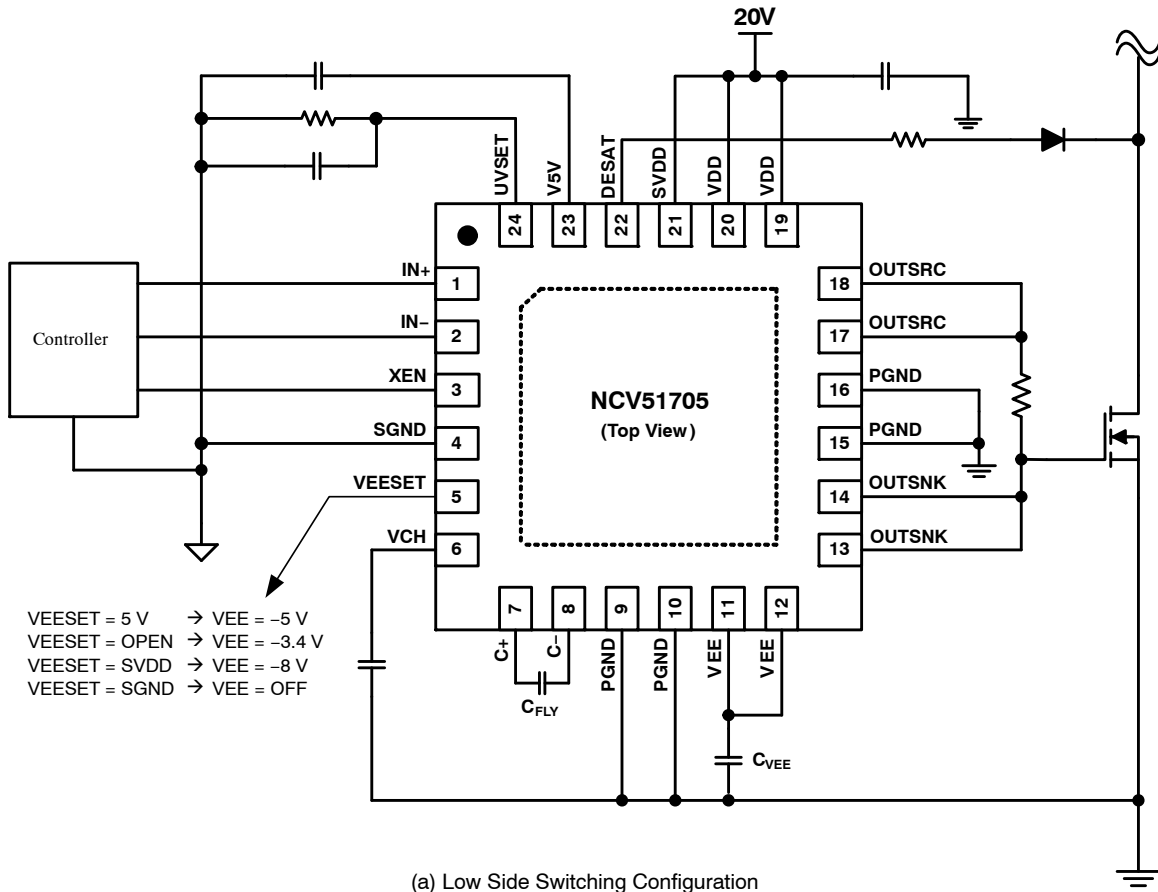 20V
UVSET
V5V
DESAT
SVDD
VDD
VDD
24
23
22
21
20
19
IN+
1
IN−
2
XEN
3
SGND
4
VEESET
5
VCH
6
Controller
NCV51705
(Top View)
18
OUTSRC
17
OUTSRC
16
PGND
15
PGND
14
OUTSNK
13
OUTSNK
7
8
9
10
11
12
C+
C−
PGND
PGND
VEE
VEE
CFLY
CVEE
VEESET = 5 V → VEE = −5 V
VEESET = OPEN → VEE = −3.4 V
VEESET = SVDD → VEE = −8 V
VEESET = SGND → VEE = OFF
(a) Low Side Switching Configuration